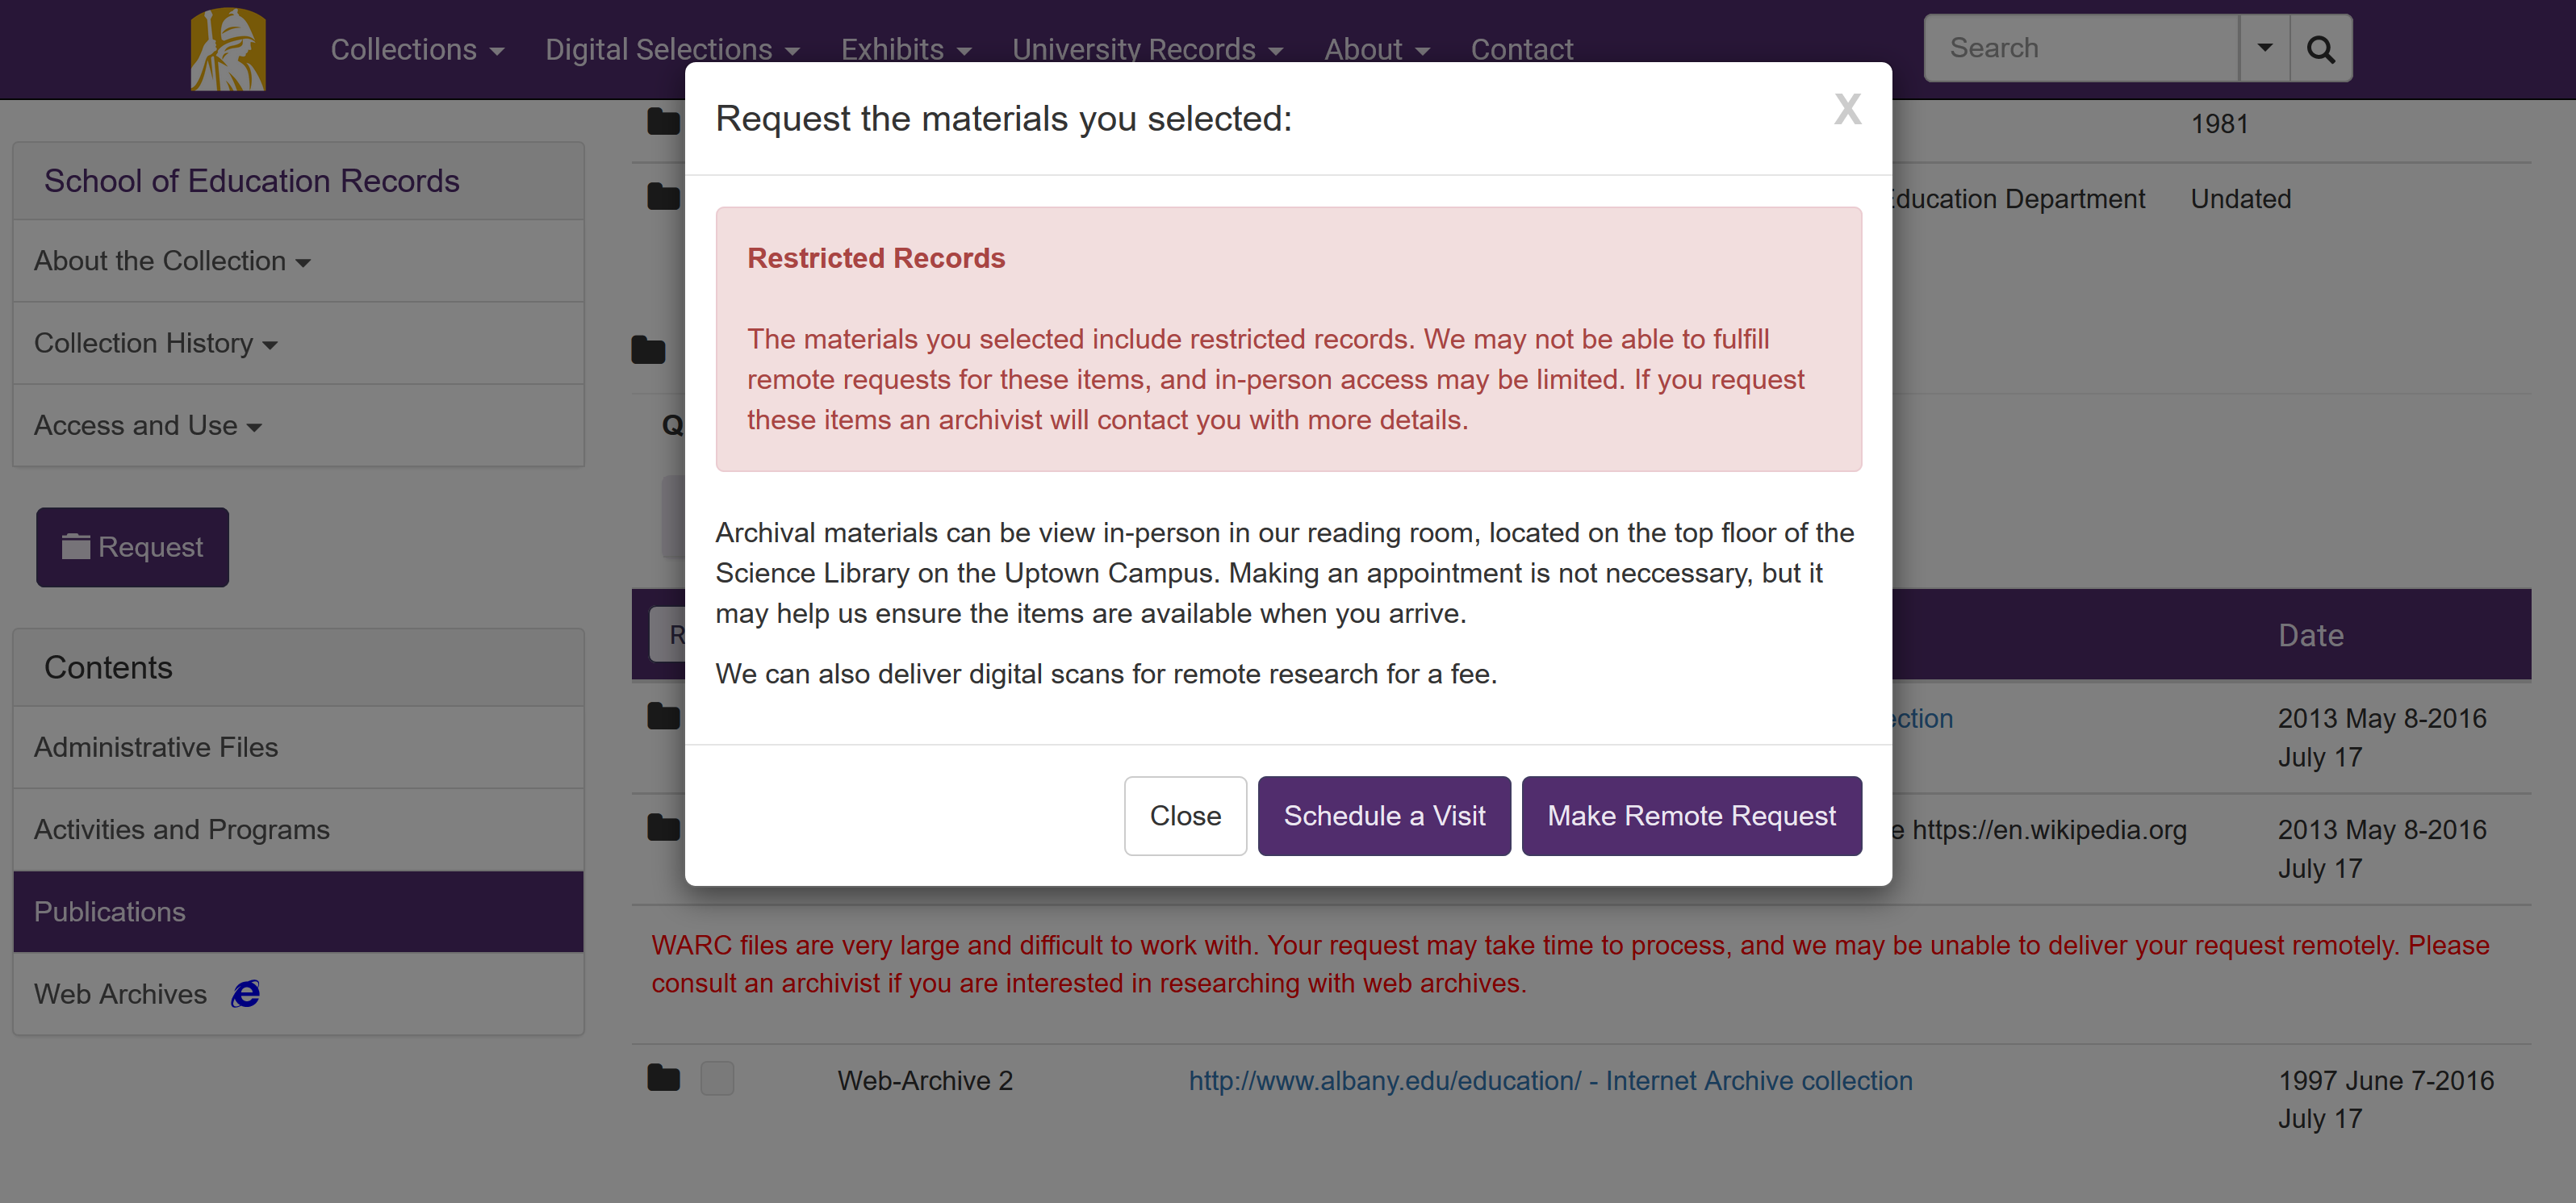 Collections Digital Selections Exhibits University Records About Contact Search
Request the materials you selected: X
1981
School of Education Records
Education Department Undated
About the Collection
Restricted Records
Collection History
The materials you selected include restricted records. We may not be able to fulfill
remote requests for these items, and in-person access may be limited. If you request
these items an archivist will contact you with more details.
Access and Use
Q
Request
Archival materials can be view in-person in our reading room, located on the top floor of the
Science Library on the Uptown Campus. Making an appointment is not neccessary, but it
may help us ensure the items are available when you arrive.
R
Date
We can also deliver digital scans for remote research for a fee.
Contents
ection
2013 May 8-2016
July 17
Administrative Files
Activities and Programs
Close Schedule a Visit Make Remote Request
e https://en.wikipedia.org
2013 May 8-2016
July 17
Publications
WARC files are very large and difficult to work with. Your request may take time to process, and we may be unable to deliver your request remotely. Please
consult an archivist if you are interested in researching with web archives.
Web Archives
Web-Archive 2 http://www.albany.edu/education/ - Internet Archive collection 1997 June 7-2016
July 17